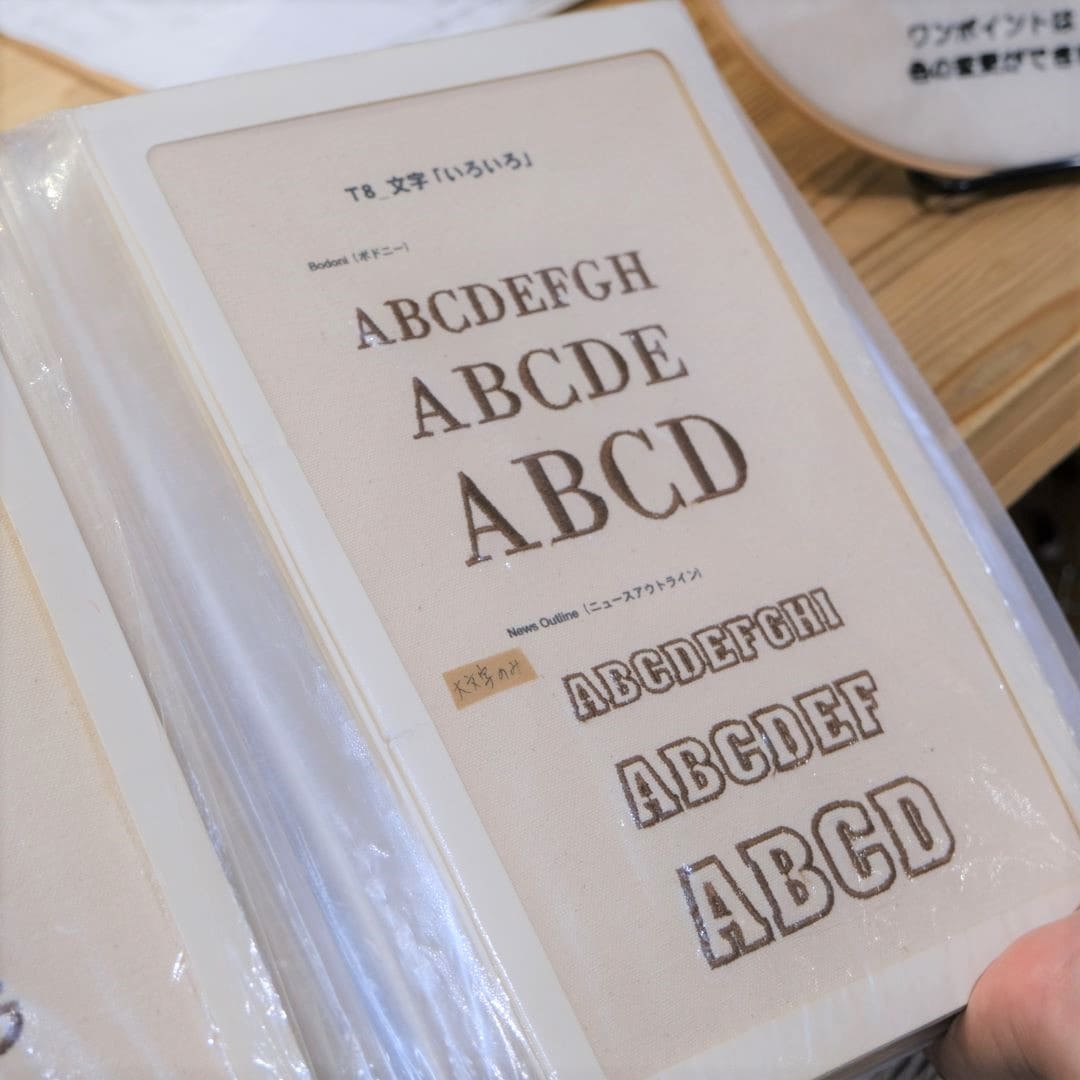 ワンポイントは
色の変更ができ
T8_文字「いろいろ」
Bodoni（ボドニー）
ABCDEFGH
ABCDE
ABCD
News Outline（ニュースアウトライン）
大文字のみ
ABCDEFGHI
ABCDEF
ABCD